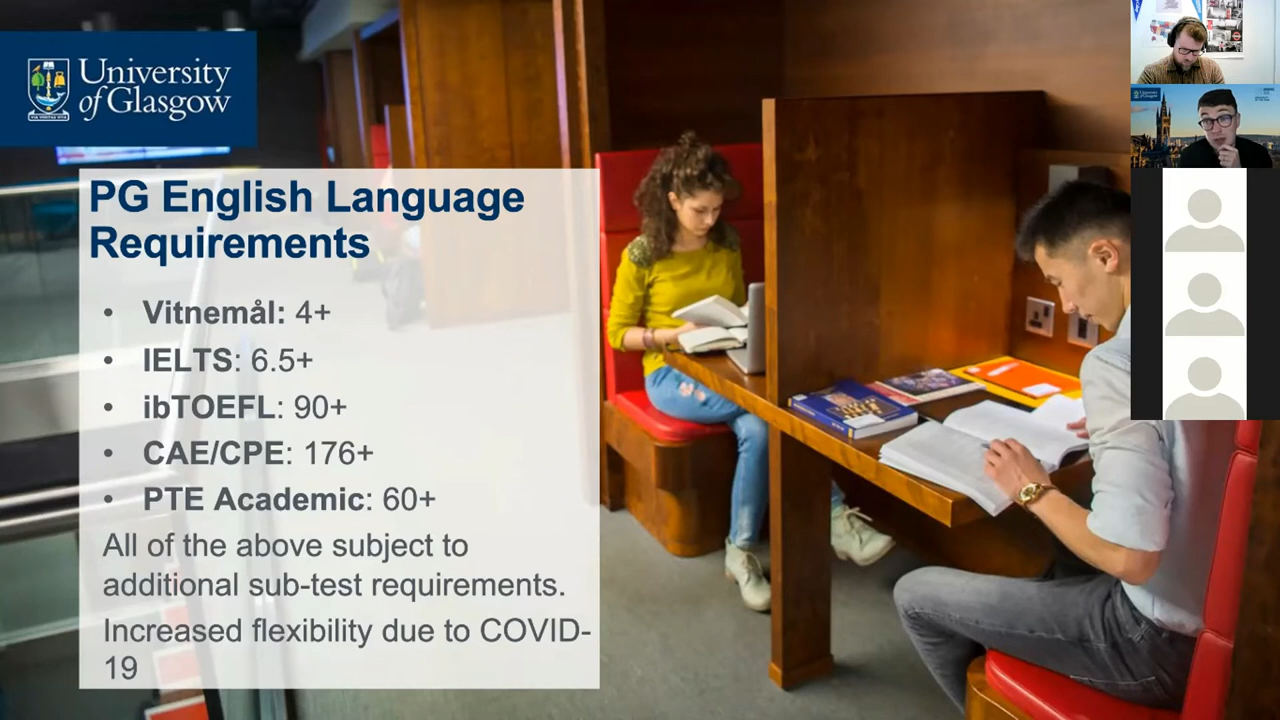 University
of Glasgow
PG English Language
Requirements
• Vitnemål: 4+
• IELTS: 6.5+
• ibTOEFL: 90+
• CAE/CPE: 176+
• PTE Academic: 60+
All of the above subject to
additional sub-test requirements.
Increased flexibility due to COVID-
19